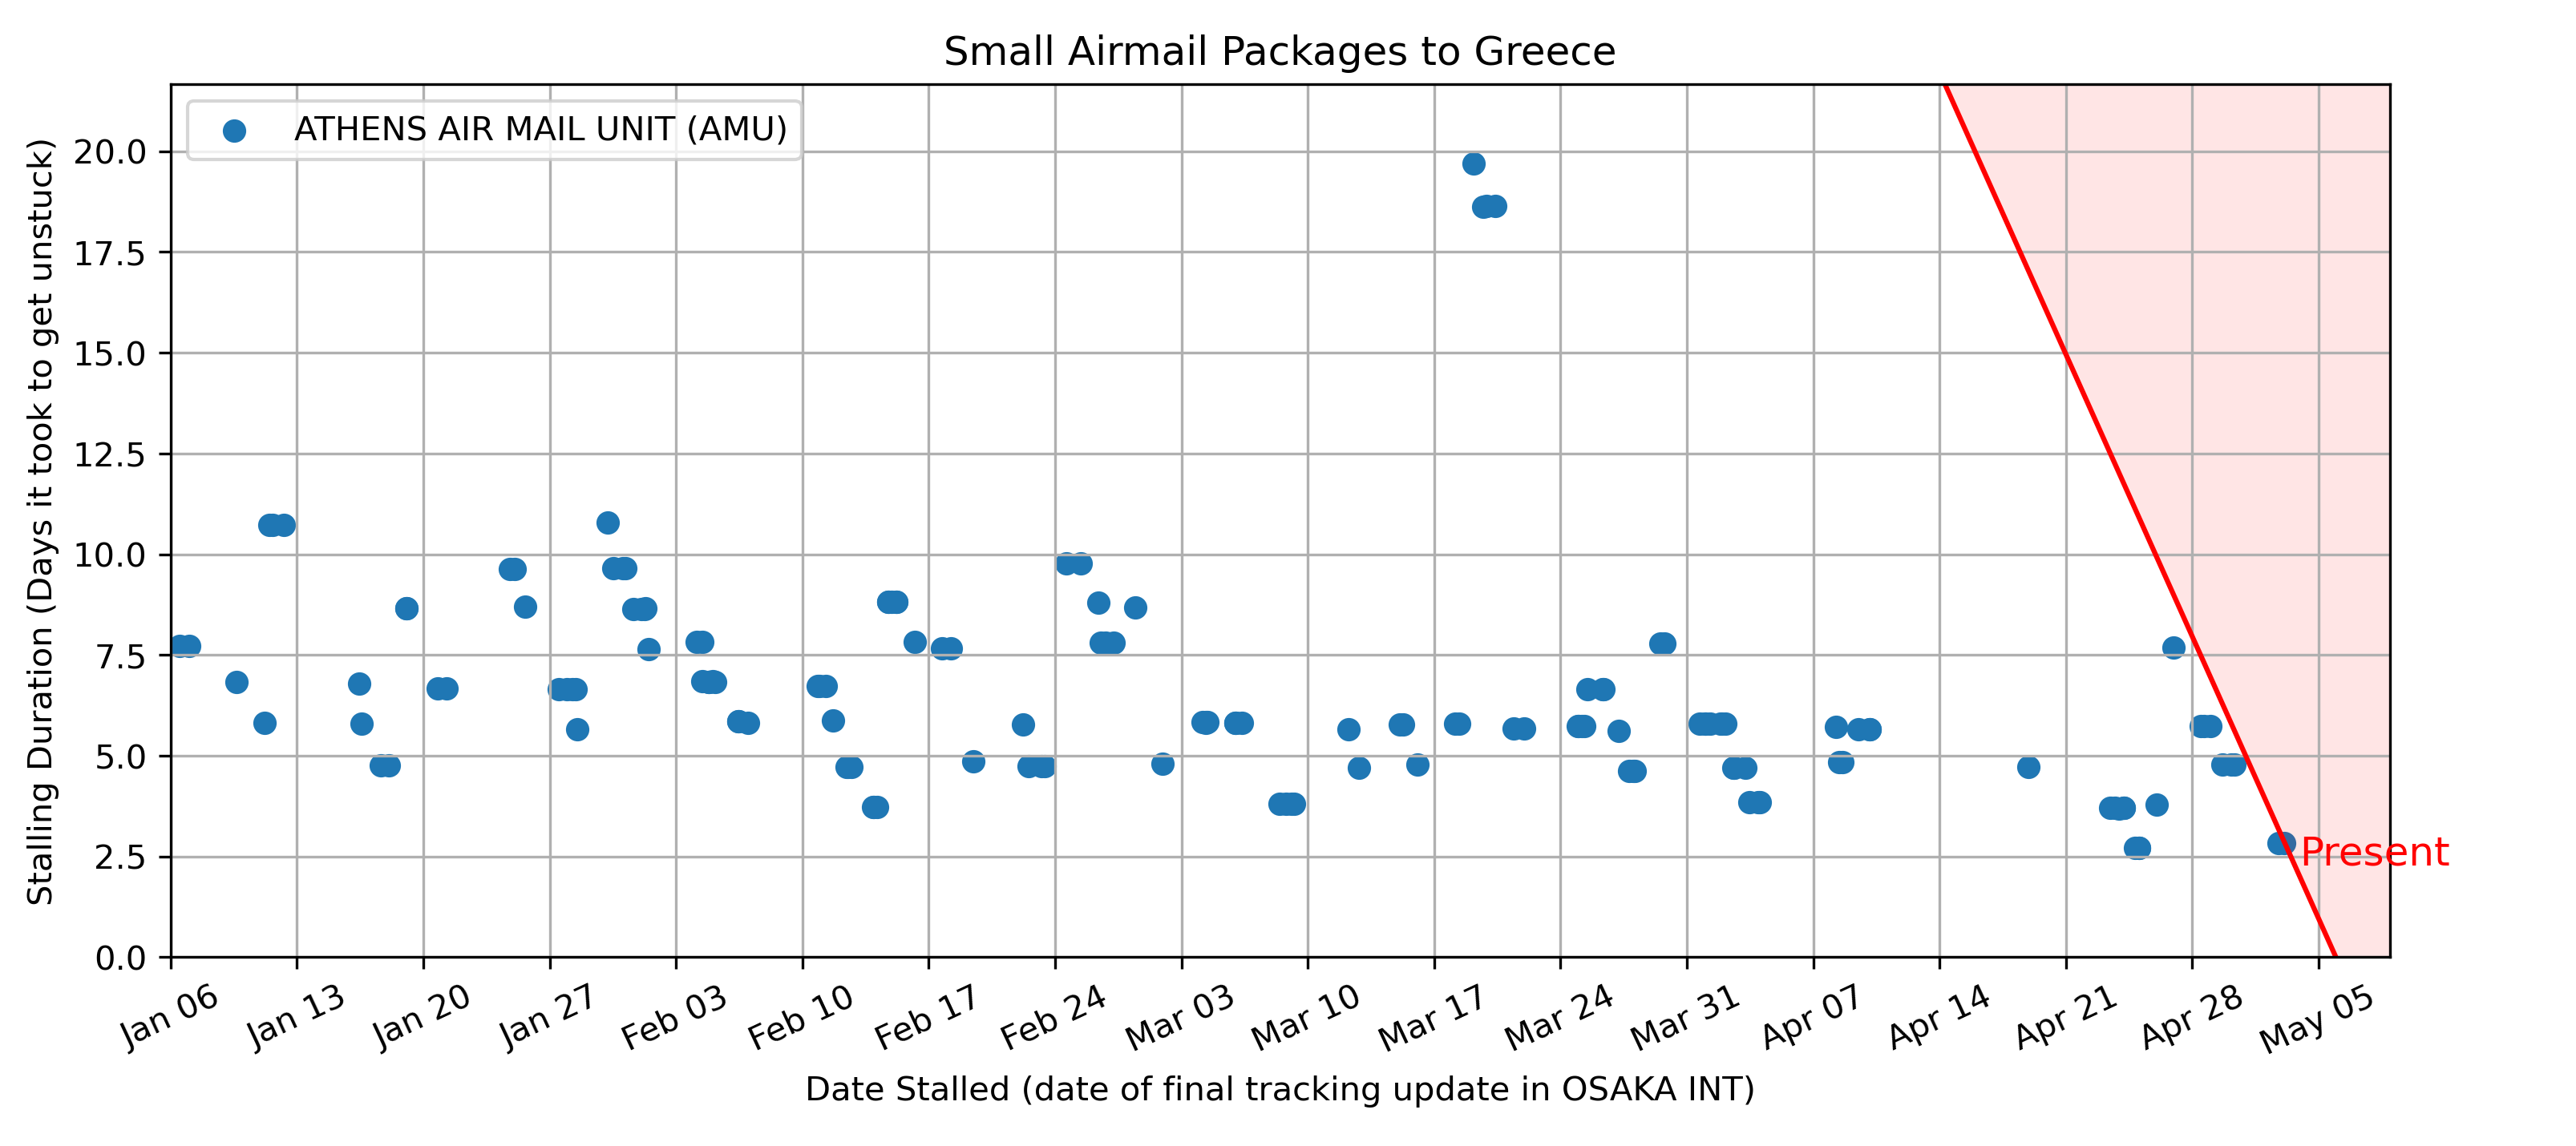 Small Airmail Packages to Greece
ATHENS AIR MAIL UNIT (AMU)
Stalling Duration (Days it took to get unstuck)
20.0
17.5
15.0
12.5
10.0
7.5
5.0
2.5
0.0
Present
Jan 06
Jan 13
Jan 20
Jan 27
Feb 03
Feb 10
Feb 17
Feb 24
Mar 03
Mar 10
Mar 17
Mar 24
Mar 31
Apr 07
Apr 14
Apr 21
Apr 28
May 05
Date Stalled (date of final tracking update in OSAKA INT)